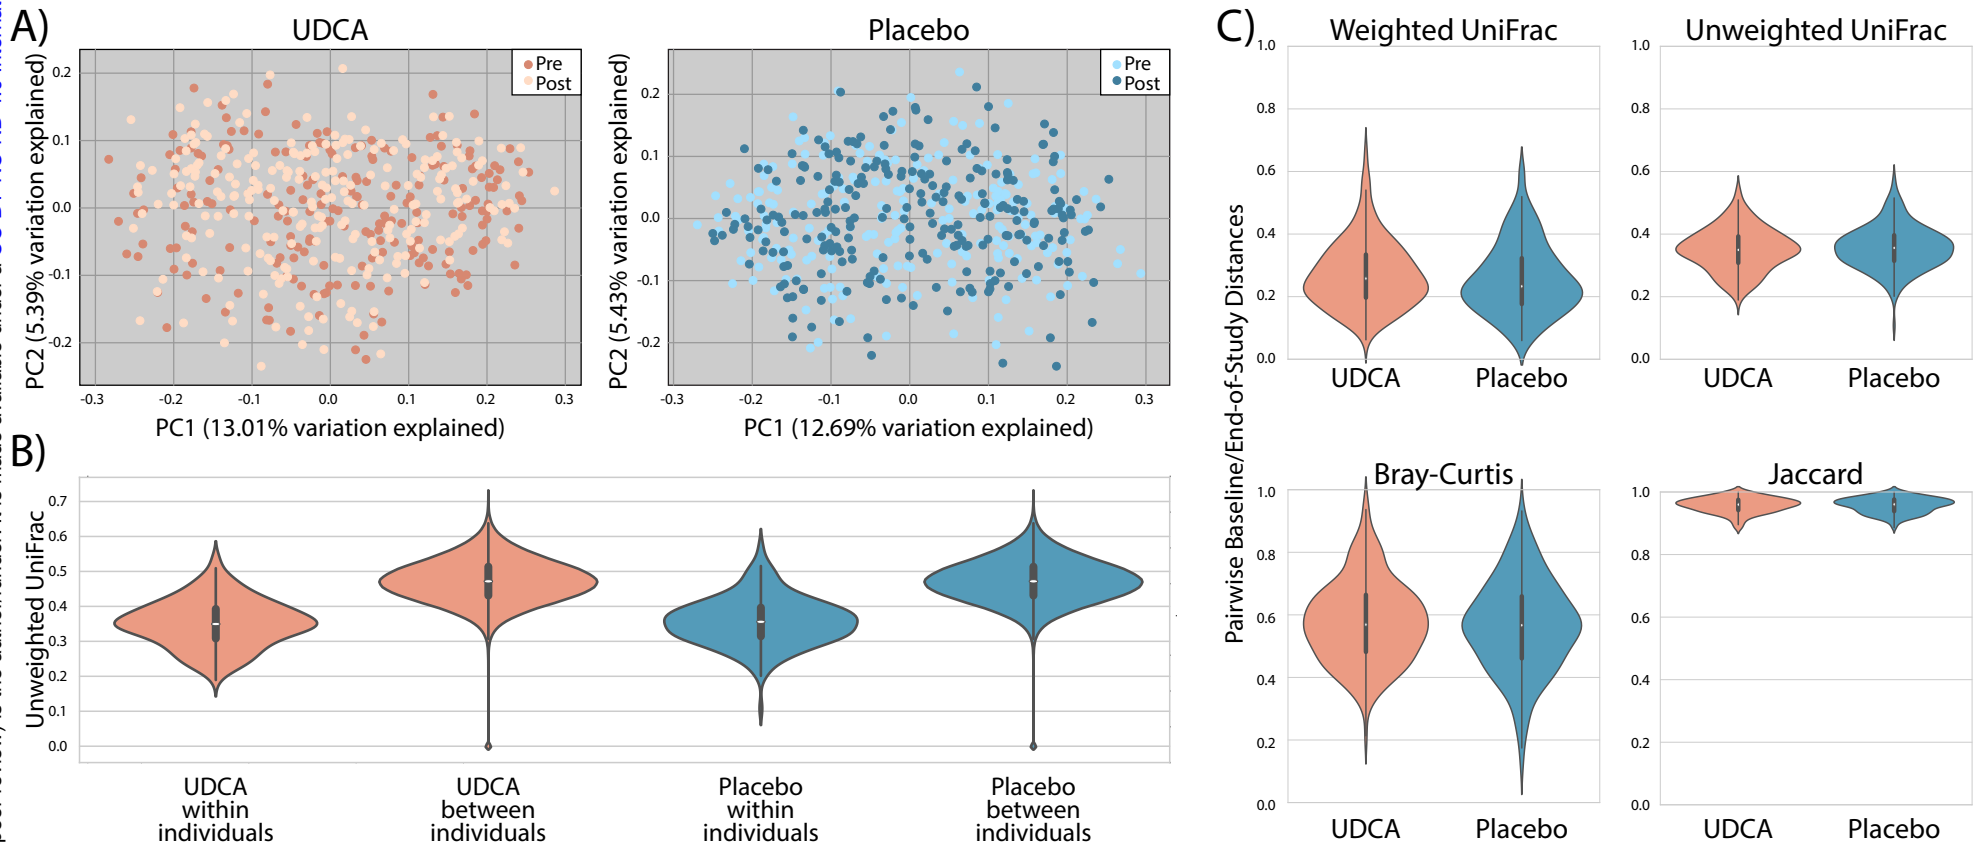 A)
UDCA
Placebo
Pre
Post
Pre
Post
PC2 (5.39% variation explained)
0.2
0.1
0.0
-0.1
-0.2
-0.3
-0.2
-0.1
0.0
0.1
0.2
0.3
PC1 (13.01% variation explained)
PC2 (5.43% variation explained)
0.2
0.1
0.0
-0.1
-0.2
-0.3
-0.2
-0.1
0.0
0.1
0.2
0.3
PC1 (12.69% variation explained)
B)
Unweighted UniFrac
0.7
0.6
0.5
0.4
0.3
0.2
0.1
0.0
UDCA
within
individuals
UDCA
between
individuals
Placebo
within
individuals
Placebo
between
individuals
C)
Pairwise Baseline/End-of-Study Distances
Weighted UniFrac
1.0
0.8
0.6
0.4
0.2
0.0
UDCA
Placebo
Unweighted UniFrac
1.0
0.8
0.6
0.4
0.2
0.0
UDCA
Placebo
Bray-Curtis
1.0
0.8
0.6
0.4
0.2
0.0
UDCA
Placebo
Jaccard
1.0
0.8
0.6
0.4
0.2
0.0
UDCA
Placebo